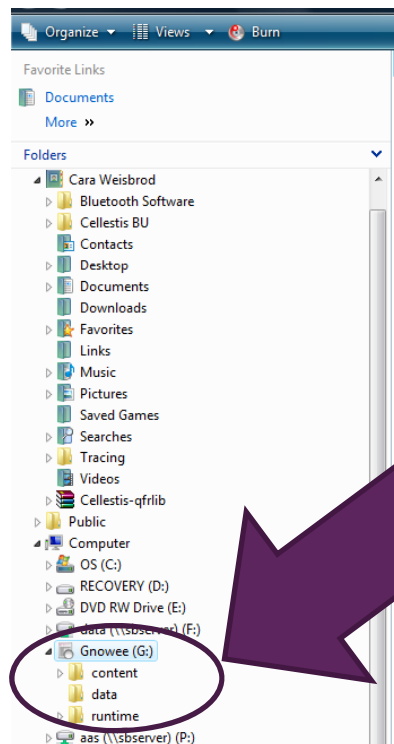 Organize Views Burn
Favorite Links
Documents
More »
Folders
Cara Weisbrod
Bluetooth Software
Cellestis BU
Contacts
Desktop
Documents
Downloads
Favorites
Links
Music
Pictures
Saved Games
Searches
Tracing
Videos
Cellestis-qfrlib
Public
Computer
OS (C:)
RECOVERY (D:)
DVD RW Drive (E:)
data (\\sbserver) (F:)
Gnowee (G:)
content
data
runtime
aas (\\sbserver) (P:)